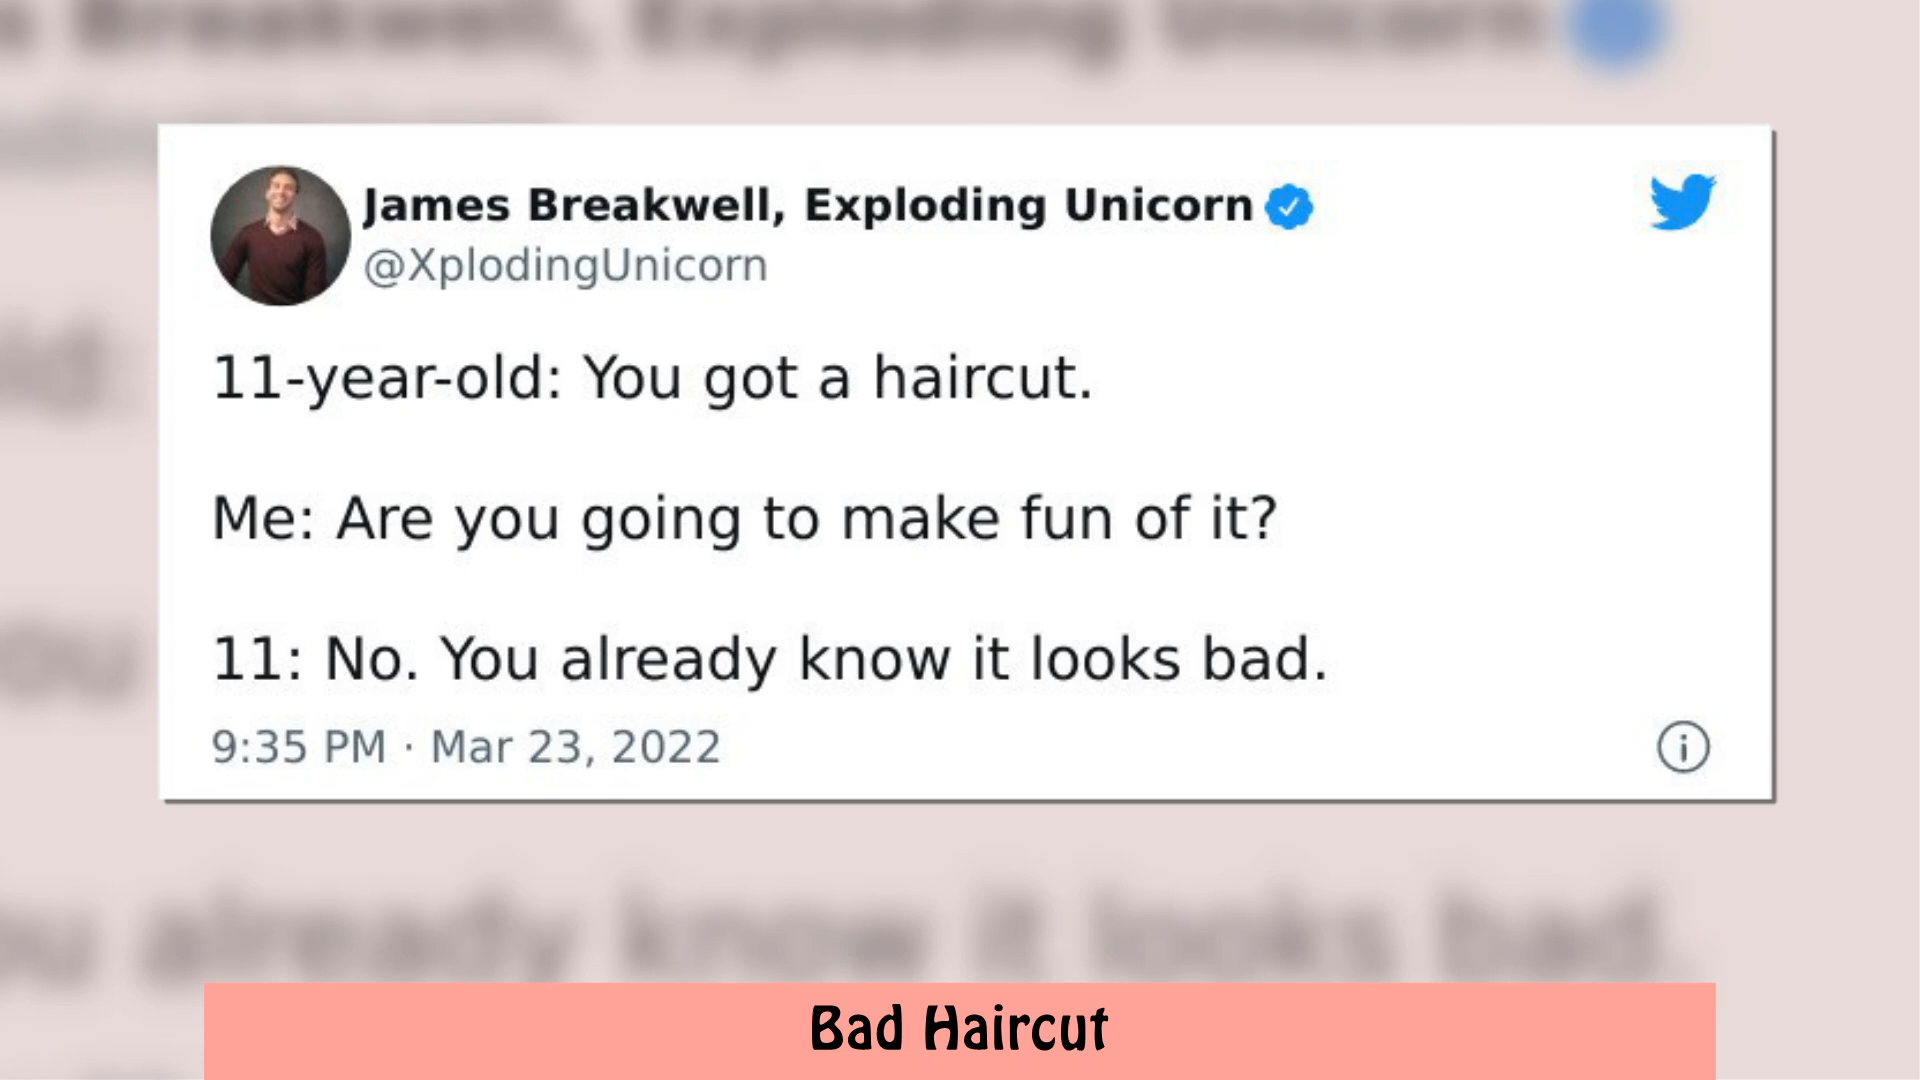 James Breakwell, Exploding Unicorn
@XplodingUnicorn
11-year-old: You got a haircut.
Me: Are you going to make fun of it?
11: No. You already know it looks bad.
9:35 PM · Mar 23, 2022
Bad Haircut